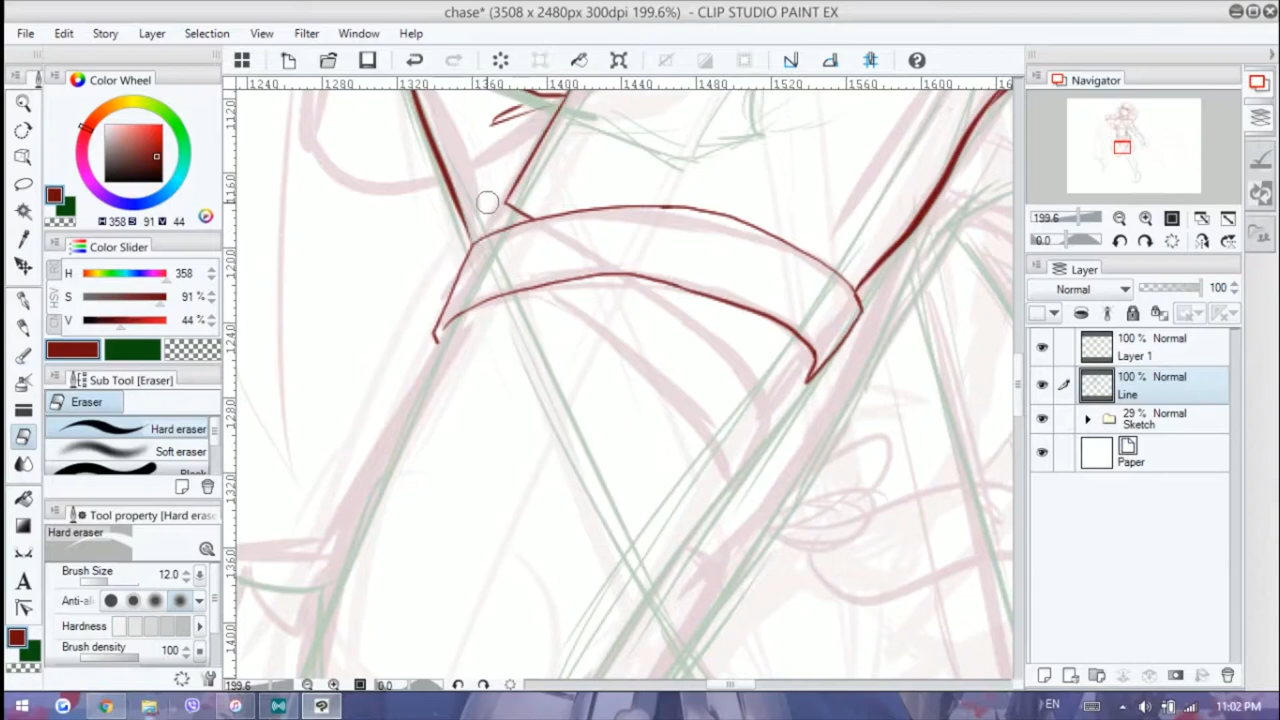 chase* (3508 x 2480px 300dpi 199.6%) - CLIP STUDIO PAINT EX
File Edit Story Layer Selection View Filter Window Help
Color Wheel
H 358 S 91 V 44
Color Slider
HSV
H 358
S 91 %
V 44 %
Sub Tool [Eraser]
Eraser
Hard eraser
Soft eraser
Tool property [Hard erase
Hard eraser
Brush Size 12.0
Anti-ali
Hardness
Brush density 100
A
1240 1280 1320 1360 1400 1440 1480 1520 1560 1600
1120
1160
1200
1240
1280
1320
1360
1400
199.6 0.0
Navigator
199.6
0.0
Layer
Normal 100
100 % Normal
Layer 1
100 % Normal
Line
29 % Normal
Sketch
Paper
EN 11:02 PM